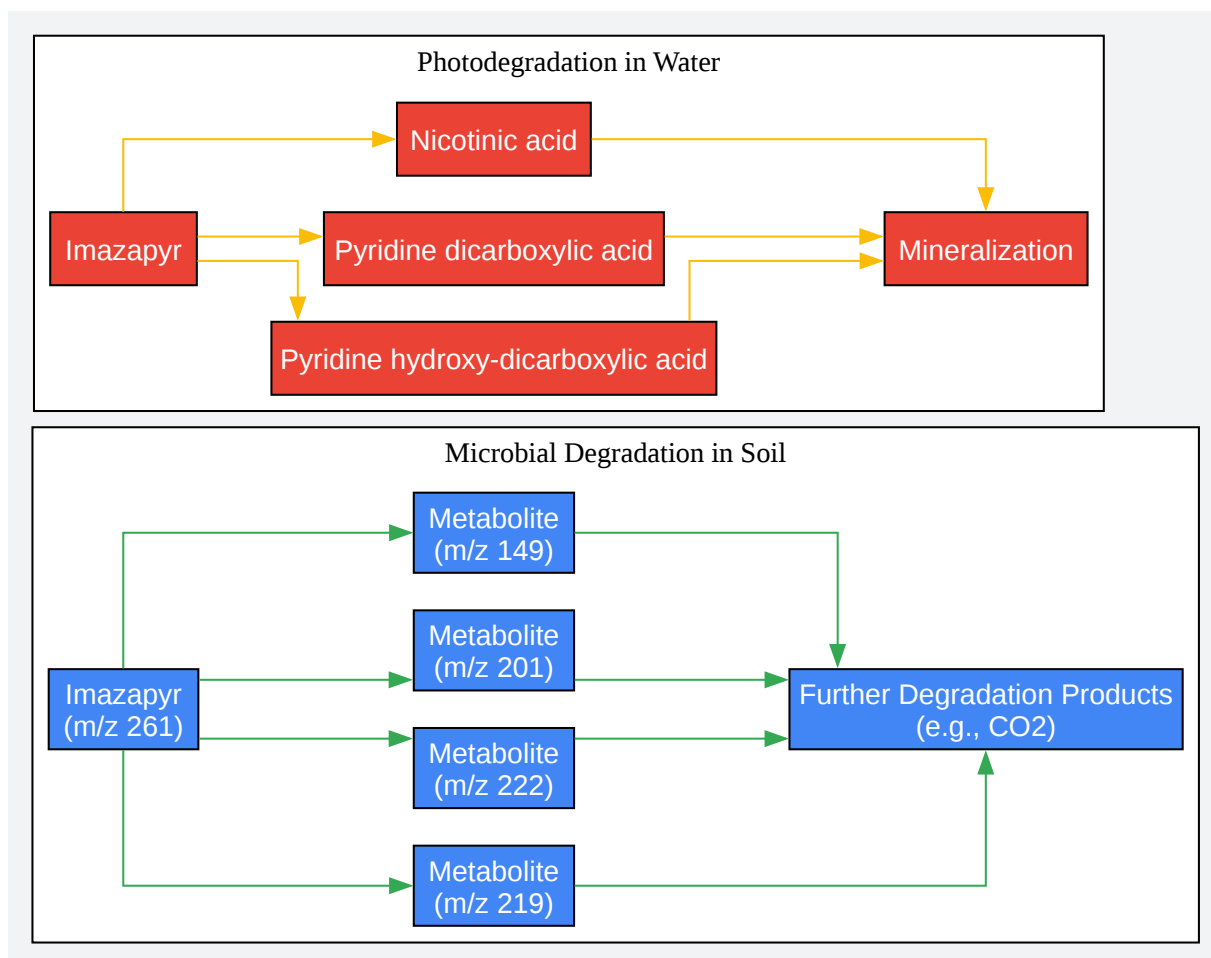 Photodegradation in Water
Nicotinic acid
Imazapyr
Pyridine dicarboxylic acid
Mineralization
Pyridine hydroxy-dicarboxylic acid
Microbial Degradation in Soil
Metabolite
(m/z 149)
Metabolite
(m/z 201)
Imazapyr
(m/z 261)
Further Degradation Products
(e.g., CO2)
Metabolite
(m/z 222)
Metabolite
(m/z 219)